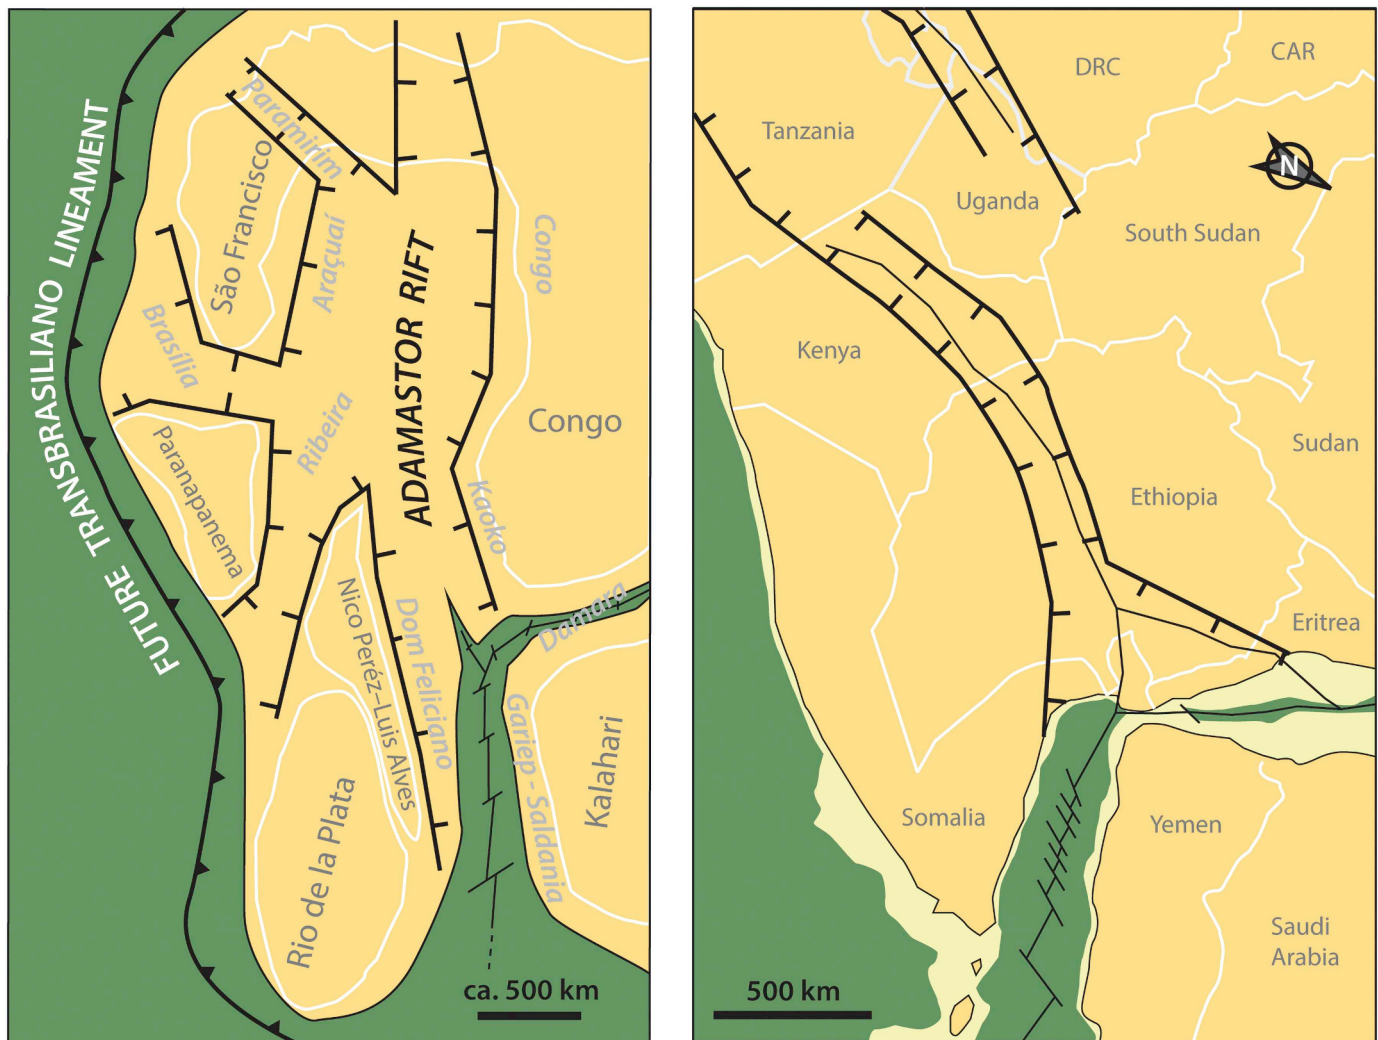 FUTURE TRANSBRASILIANO LINEAMENT
Paramirim
São Francisco
Araçuaí
Brasília
Congo
ADAMASTOR RIFT
Ribeira
Congo
Paranapanema
Kaoko
Nico Peréz–Luis Alves
Dom Feliciano
Damara
Gariep - Saldania
Kalahari
Rio de la Plata
ca. 500 km
DRC
CAR
Tanzania
N
Uganda
South Sudan
Kenya
Sudan
Ethiopia
Eritrea
Somalia
Yemen
Saudi
Arabia
500 km